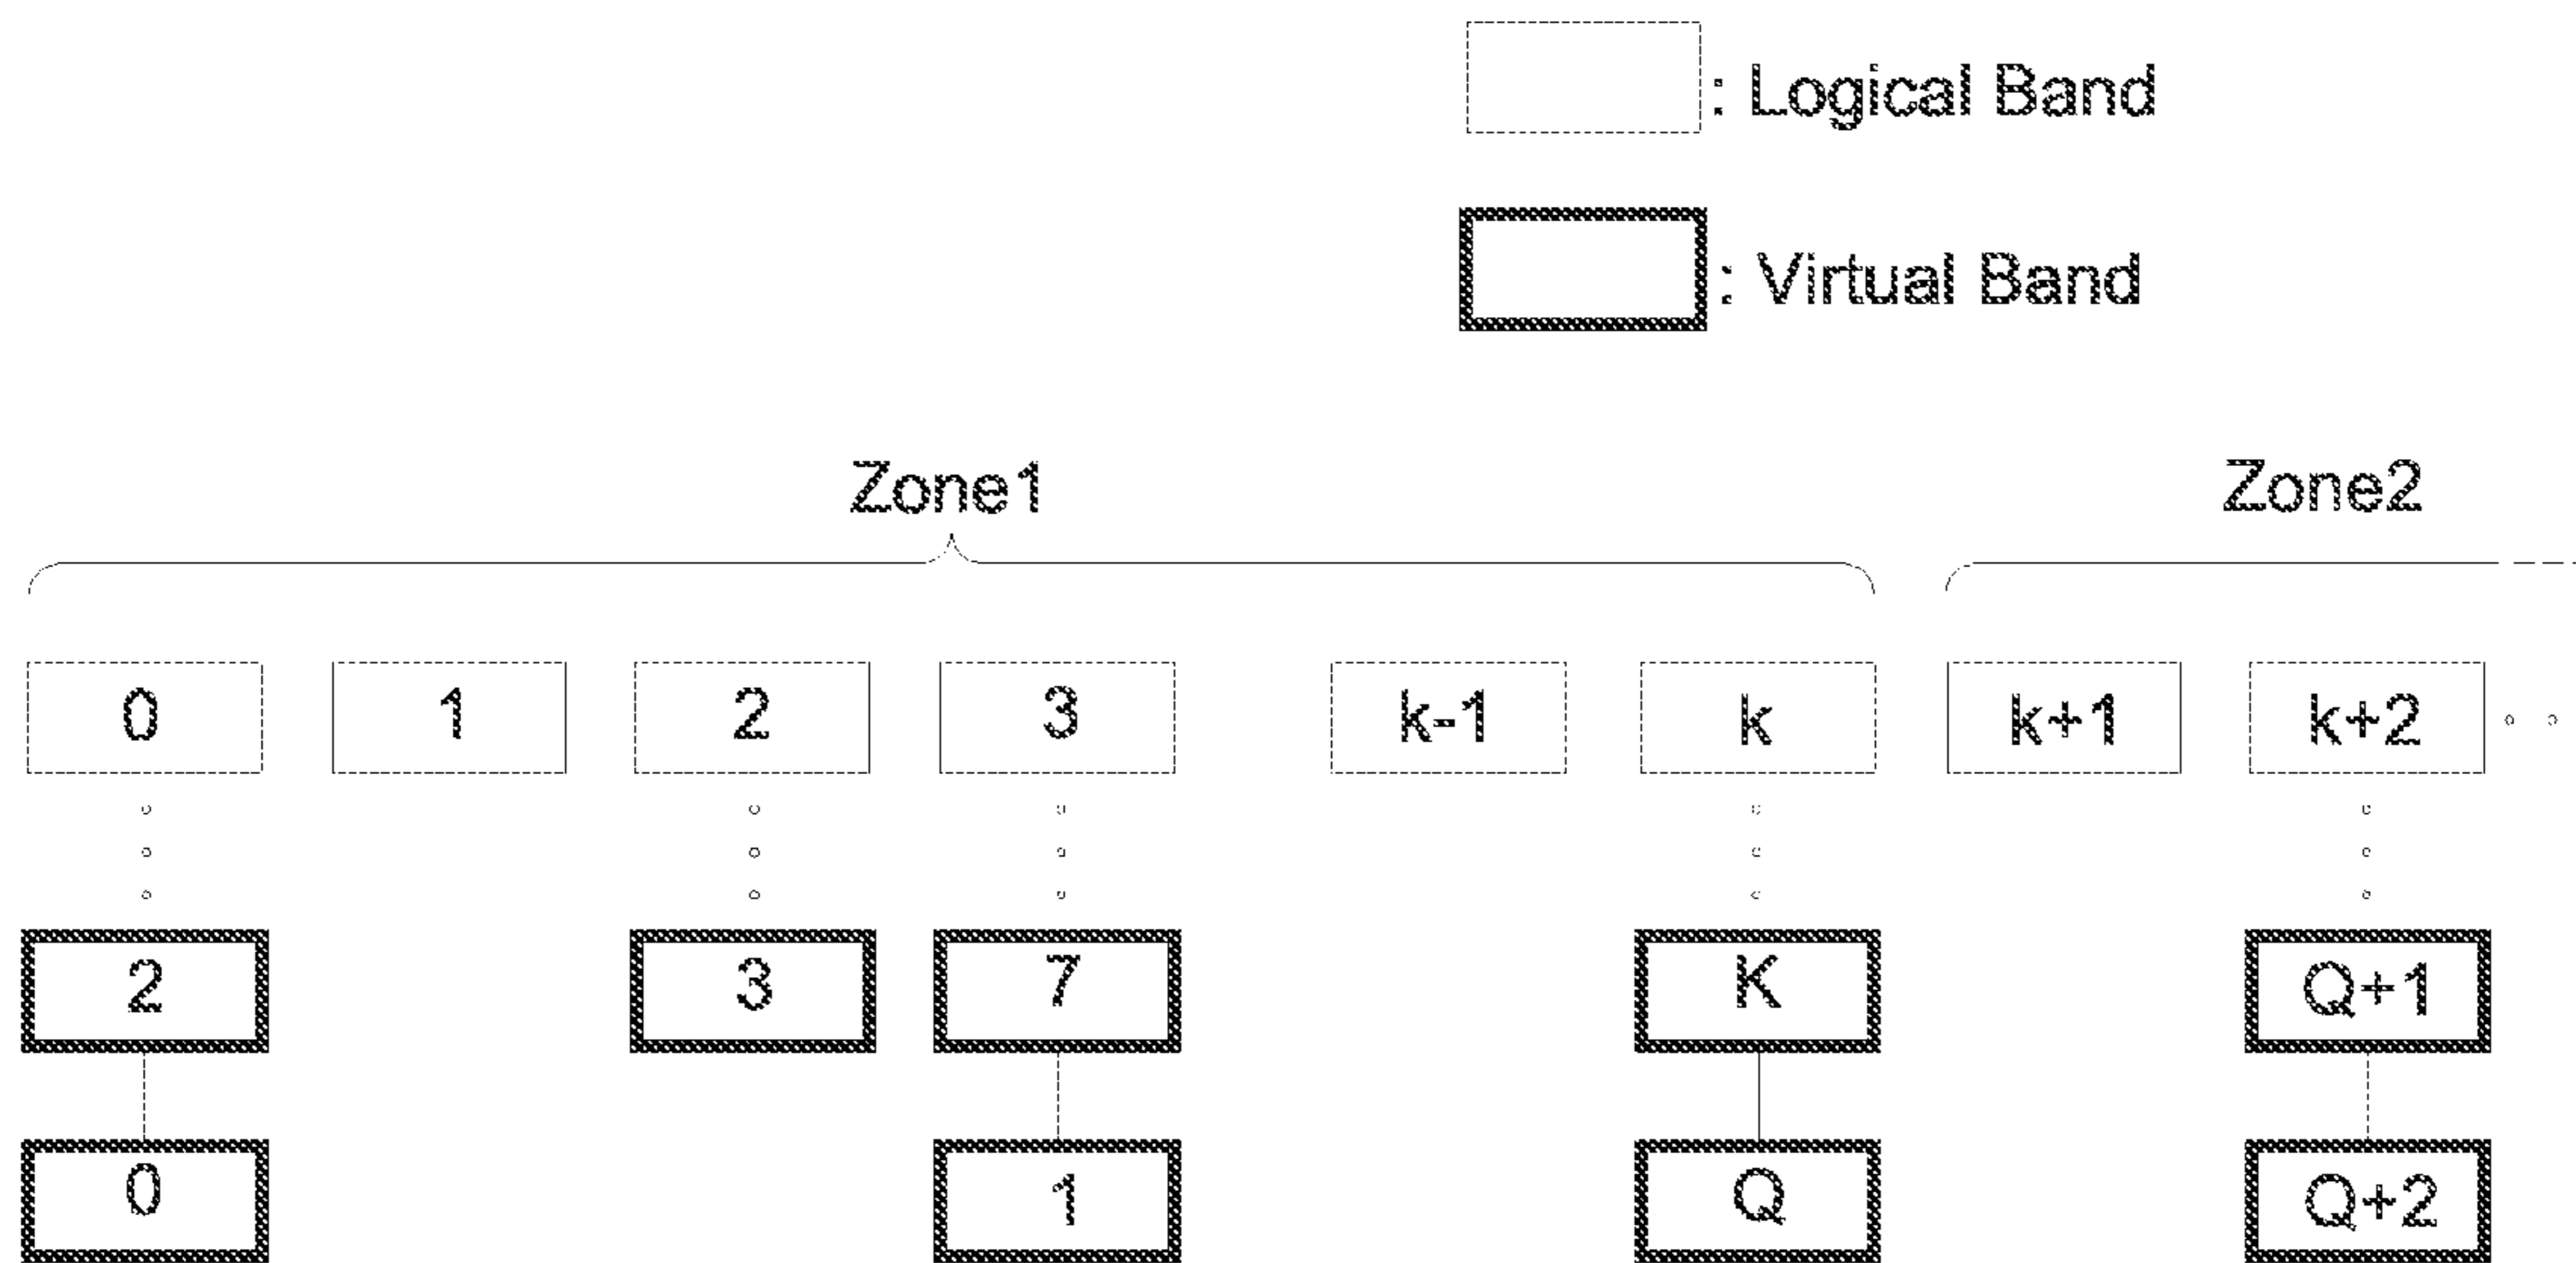 : Logical Band
: Virtual Band
Zone1 Zone2
0 1 2 3 k-1 k k+1 k+2
2 3 7 K Q+1
0 1 Q Q+2